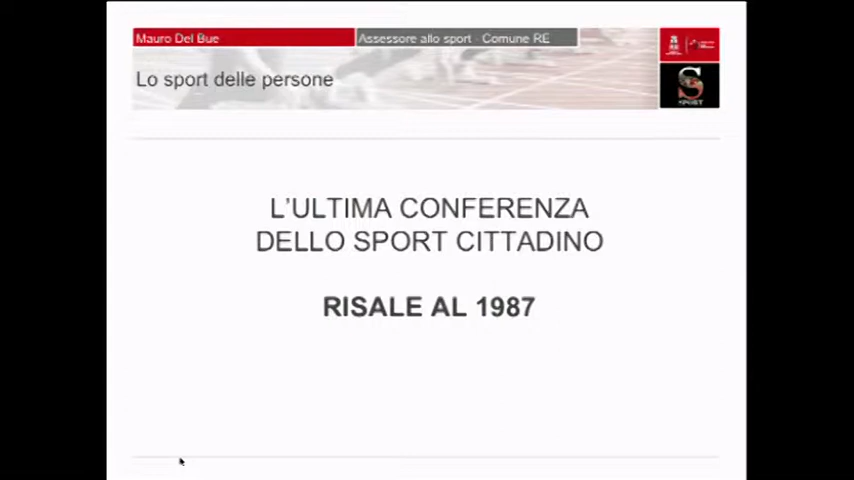 Mauro Del Bue
Assessore allo sport - Comune RE
Lo sport delle persone
S
SPORT
L'ULTIMA CONFERENZA
DELLO SPORT CITTADINO
RISALE AL 1987